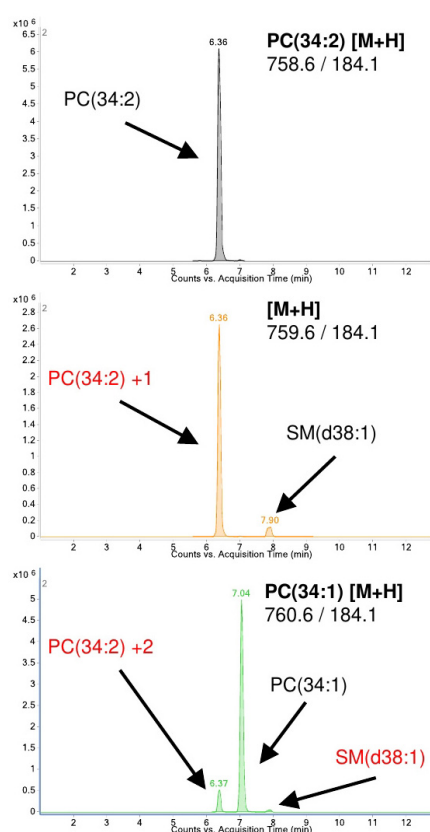 x10 6
2
6.36
PC(34:2) [M+H]
758.6 / 184.1
PC(34:2)
6.5
6
5.5
5
4.5
4
3.5
3
2.5
2
1.5
1
0.5
0
2 3 4 5 6 7 8 9 10 11 12
Counts vs. Acquisition Time (min)
x10 6
2
6.36
[M+H]
759.6 / 184.1
PC(34:2) +1
SM(d38:1)
7.90
2.8
2.6
2.4
2.2
2
1.8
1.6
1.4
1.2
1
0.8
0.6
0.4
0.2
0
2 3 4 5 6 7 8 9 10 11 12
Counts vs. Acquisition Time (min)
x10 6
2
7.04
PC(34:1) [M+H]
760.6 / 184.1
PC(34:2) +2
PC(34:1)
SM(d38:1)
6.37
5
4.5
4
3.5
3
2.5
2
1.5
1
0.5
0
2 3 4 5 6 7 8 9 10 11 12
Counts vs. Acquisition Time (min)